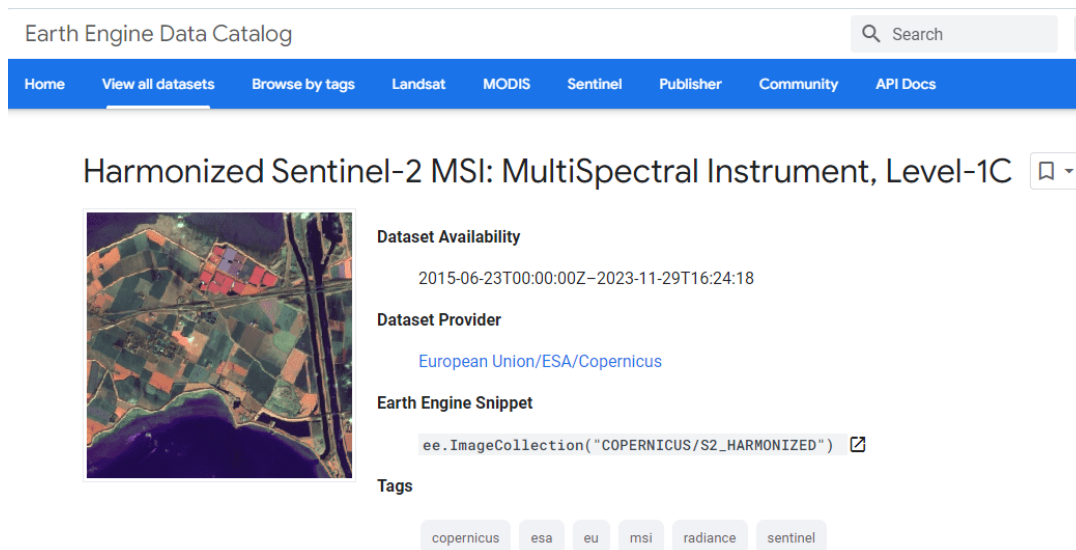 Earth Engine Data Catalog
Search
Home View all datasets Browse by tags Landsat MODIS Sentinel Publisher Community API Docs
Harmonized Sentinel-2 MSI: MultiSpectral Instrument, Level-1C
Dataset Availability
2015-06-23T00:00:00Z–2023-11-29T16:24:18
Dataset Provider
European Union/ESA/Copernicus
Earth Engine Snippet
ee.ImageCollection("COPERNICUS/S2_HARMONIZED")
Tags
copernicus esa eu msi radiance sentinel